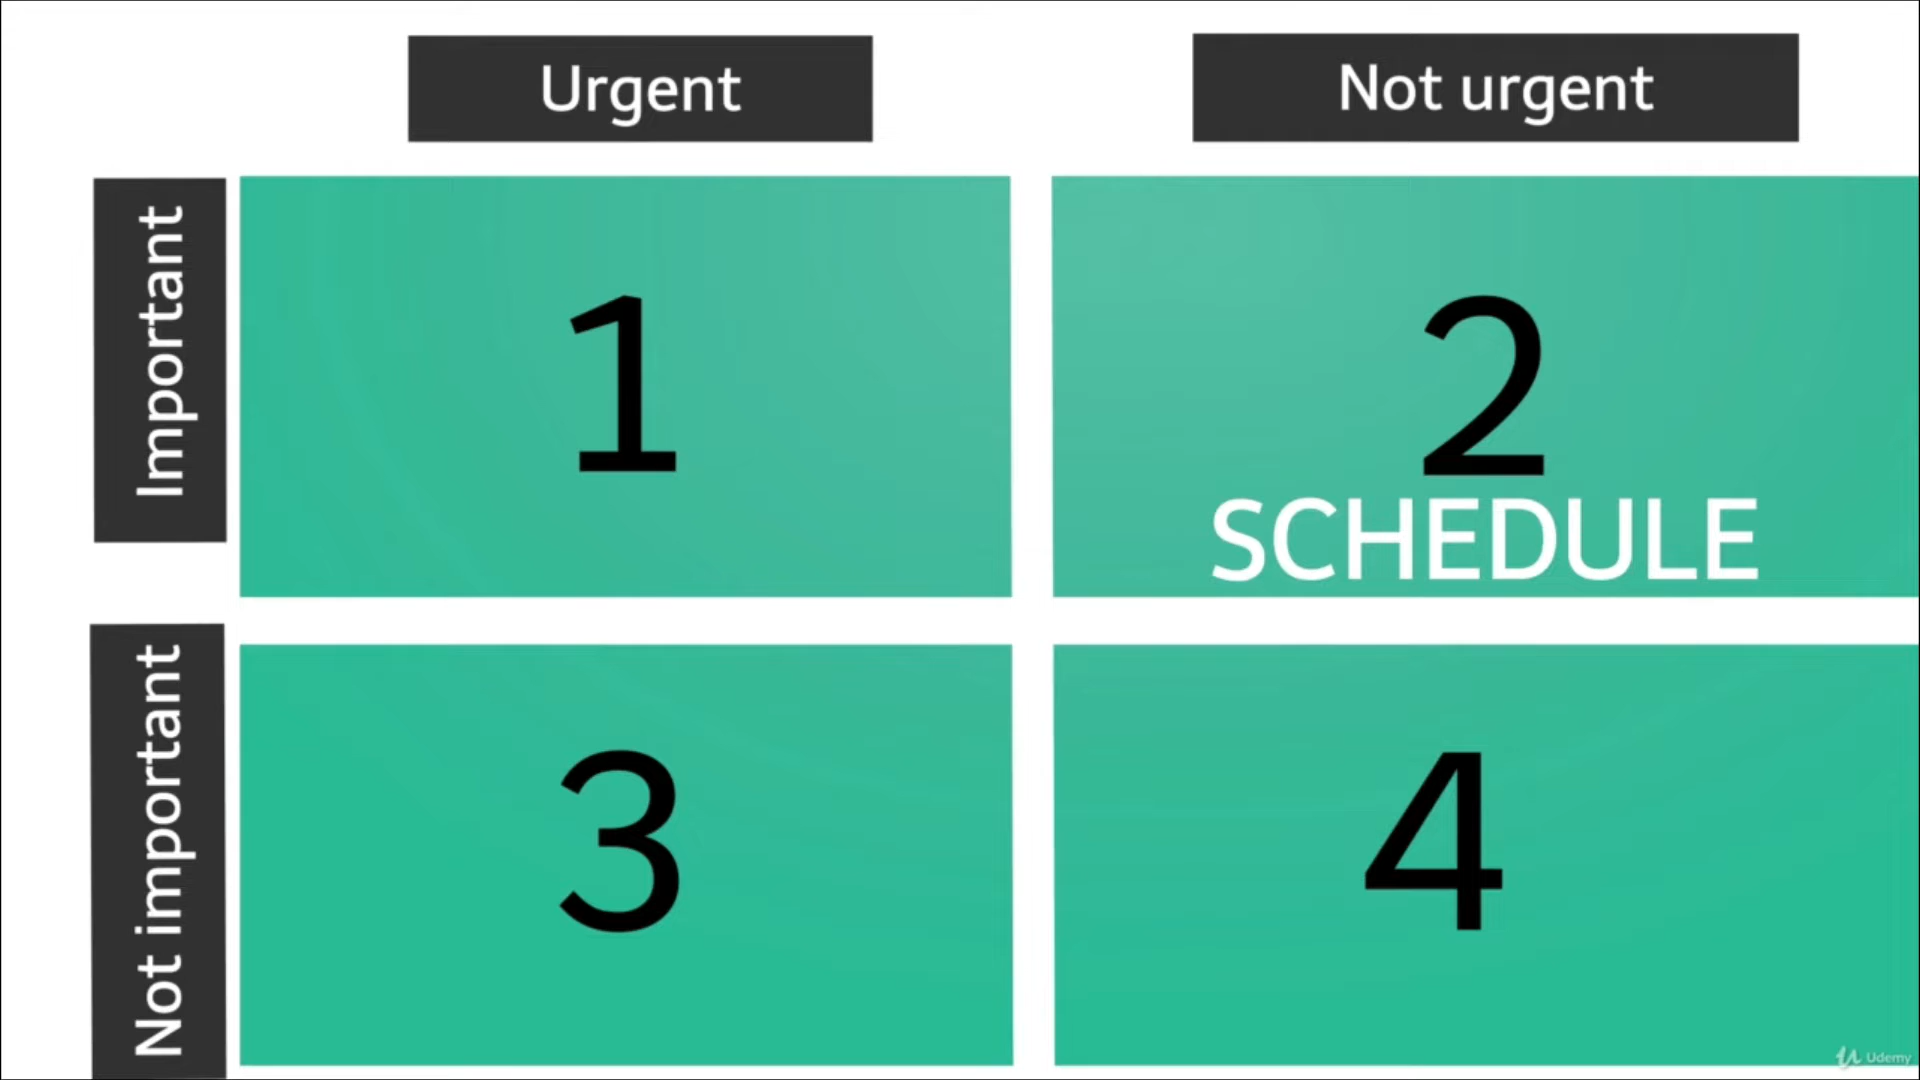 Urgent
Not urgent
Important
1
2
SCHEDULE
Not important
3
4
Udemy